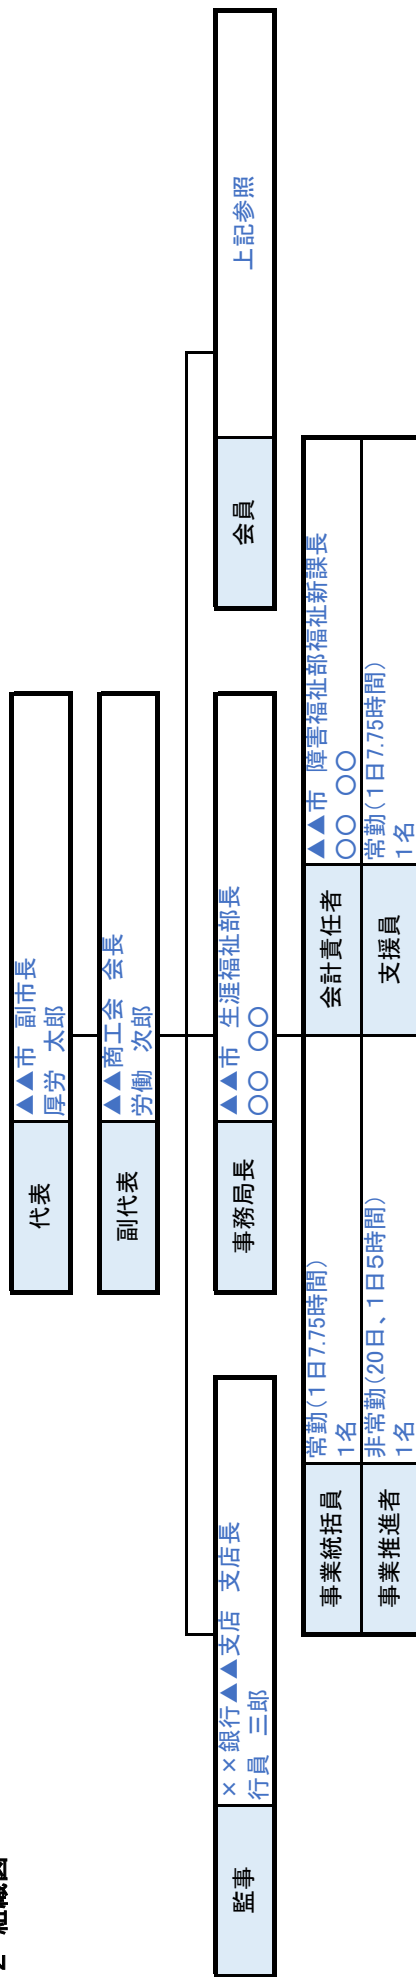 2 組織図
代表
▲▲市 副市長
厚労 太郎
副代表
▲▲商工会 会長
労働 次郎
監事
××銀行▲▲支店 支店長
行員 三郎
事務局長
▲▲市 生涯福祉部長
〇〇 〇〇
会員
上記参照
事業統括員
常勤(1日7.75時間)
1名
会計責任者
▲▲市 障害福祉部福祉新課長
〇〇 〇〇
事業推進者
非常勤(20日、1日5時間)
1名
支援員
常勤(1日7.75時間)
1名